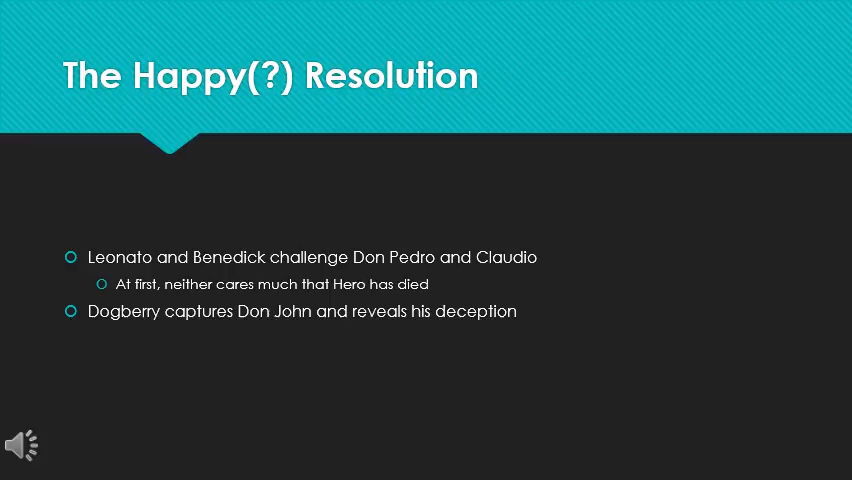 The Happy(?) Resolution
Leonato and Benedick challenge Don Pedro and Claudio
At first, neither cares much that Hero has died
Dogberry captures Don John and reveals his deception